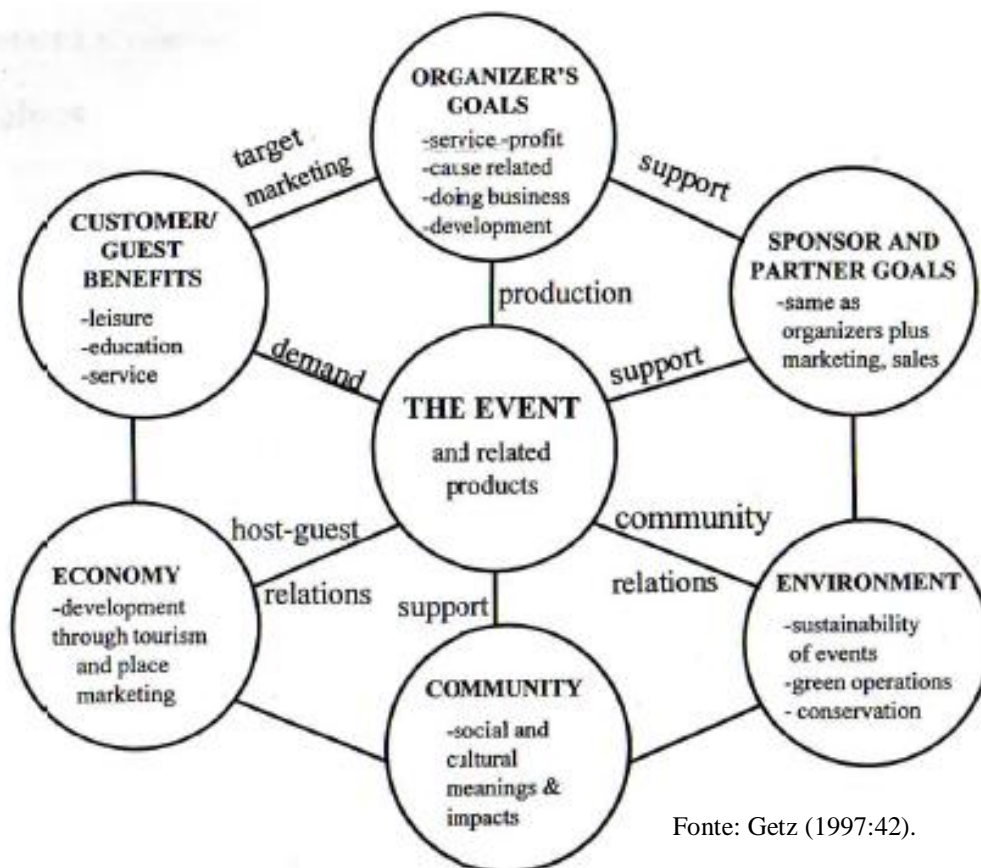 ORGANIZER'S
GOALS
-service -profit
-cause related
-doing business
-development
target
marketing
support
CUSTOMER/
GUEST
BENEFITS
-leisure
-education
-service
SPONSOR AND
PARTNER GOALS
-same as
organizers plus
marketing, sales
production
demand
support
THE EVENT
and related
products
host-guest
relations
community
relations
support
ECONOMY
-development
through tourism
and place
marketing
ENVIRONMENT
-sustainability
of events
-green operations
- conservation
COMMUNITY
-social and
cultural
meanings &
impacts
Fonte: Getz (1997:42).